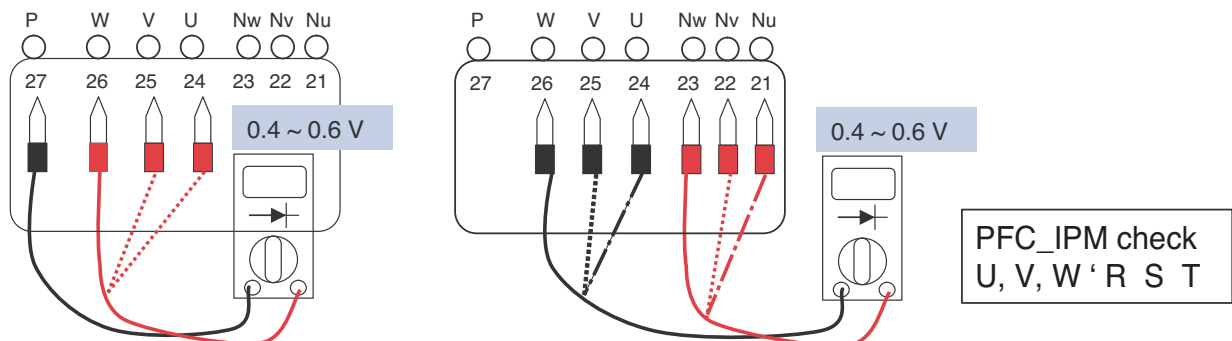 P W V U Nw Nv Nu
27 26 25 24 23 22 21
0.4 ~ 0.6 V
P W V U Nw Nv Nu
27 26 25 24 23 22 21
0.4 ~ 0.6 V
PFC_IPM check
U, V, W ‘ R S T